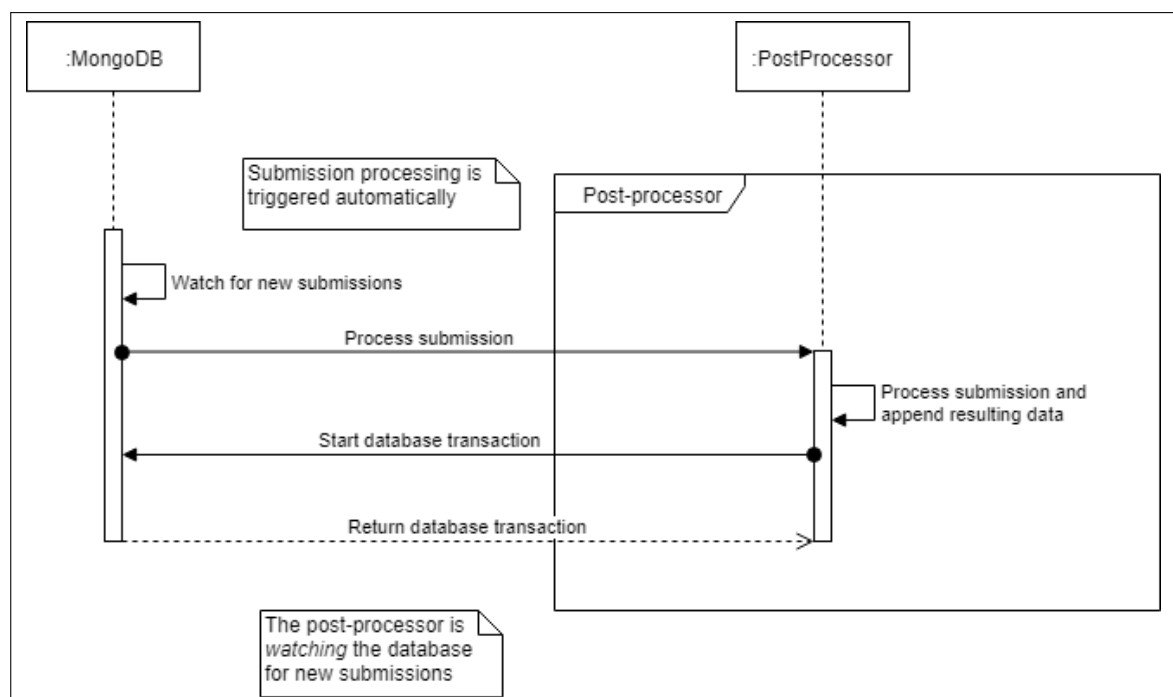 :MongoDB
:PostProcessor
Submission processing is
triggered automatically
Post-processor
Watch for new submissions
Process submission
Process submission and
append resulting data
Start database transaction
Return database transaction
The post-processor is
watching the database
for new submissions